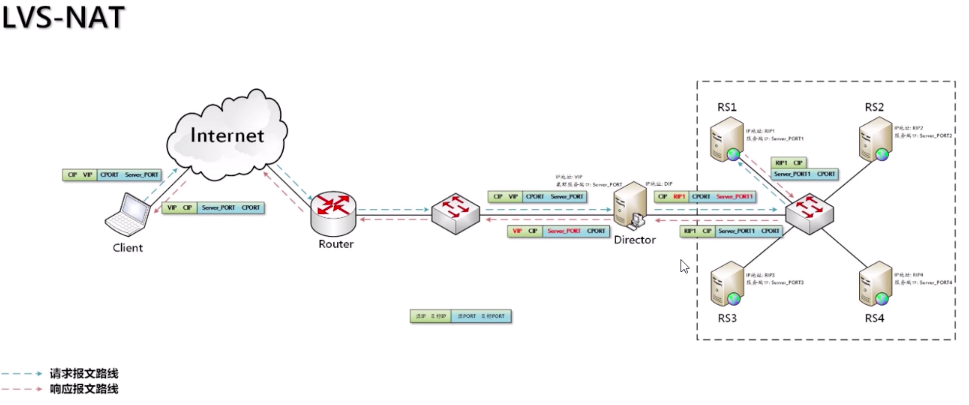 LVS-NAT
Internet
RS1
RS2
IP地址: RIP1
服务端口: Server_PORT1
IP地址: RIP2
服务端口: Server_PORT2
RIP1 CIP
Server_PORT1 CPORT
CIP VIP CPORT Server_PORT
IP地址: VIP
集群服务端口: Server_PORT
IP地址: DIP
CIP VIP CPORT Server_PORT
CIP RIP1 CPORT Server_PORT1
VIP CIP Server_PORT CPORT
VIP CIP Server_PORT CPORT
RIP1 CIP Server_PORT1 CPORT
Client
Router
Director
IP地址: RIP3
服务端口: Server_PORT3
IP地址: RIP4
服务端口: Server_PORT4
RS3
RS4
源IP 目标IP 源PORT 目标PORT
请求报文路线
响应报文路线